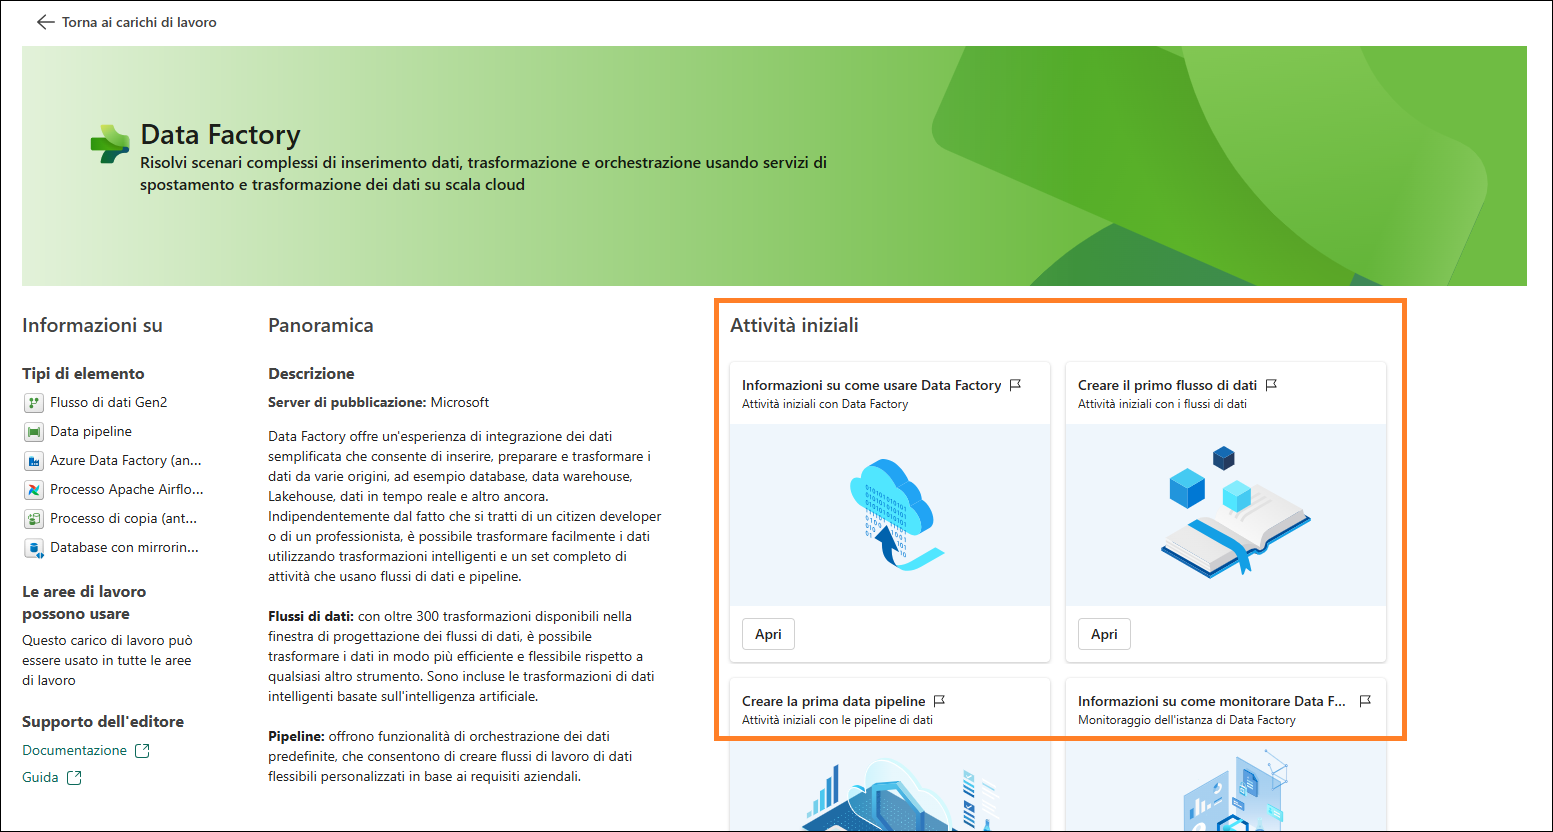 Torna ai carichi di lavoro
Data Factory
Risolvi scenari complessi di inserimento dati, trasformazione e orchestrazione usando servizi di
spostamento e trasformazione dei dati su scala cloud
Informazioni su
Tipi di elemento
Flusso di dati Gen2
Data pipeline
Azure Data Factory (an...
Processo Apache Airflo...
Processo di copia (ant...
Database con mirrorin...
Le aree di lavoro
possono usare
Questo carico di lavoro può
essere usato in tutte le aree
di lavoro
Supporto dell'editore
Documentazione
Guida
Panoramica
Descrizione
Server di pubblicazione: Microsoft
Data Factory offre un'esperienza di integrazione dei dati
semplificata che consente di inserire, preparare e trasformare i
dati da varie origini, ad esempio database, data warehouse,
Lakehouse, dati in tempo reale e altro ancora.
Indipendentemente dal fatto che si tratti di un citizen developer
o di un professionista, è possibile trasformare facilmente i dati
utilizzando trasformazioni intelligenti e un set completo di
attività che usano flussi di dati e pipeline.
Flussi di dati: con oltre 300 trasformazioni disponibili nella
finestra di progettazione dei flussi di dati, è possibile
trasformare i dati in modo più efficiente e flessibile rispetto a
qualsiasi altro strumento. Sono incluse le trasformazioni di dati
intelligenti basate sull'intelligenza artificiale.
Pipeline: offrono funzionalità di orchestrazione dei dati
predefinite, che consentono di creare flussi di lavoro di dati
flessibili personalizzati in base ai requisiti aziendali.
Attività iniziali
Informazioni su come usare Data Factory
Attività iniziali con Data Factory
Apri
Creare il primo flusso di dati
Attività iniziali con i flussi di dati
Apri
Creare la prima data pipeline
Attività iniziali con le pipeline di dati
Informazioni su come monitorare Data F...
Monitoraggio dell'istanza di Data Factory